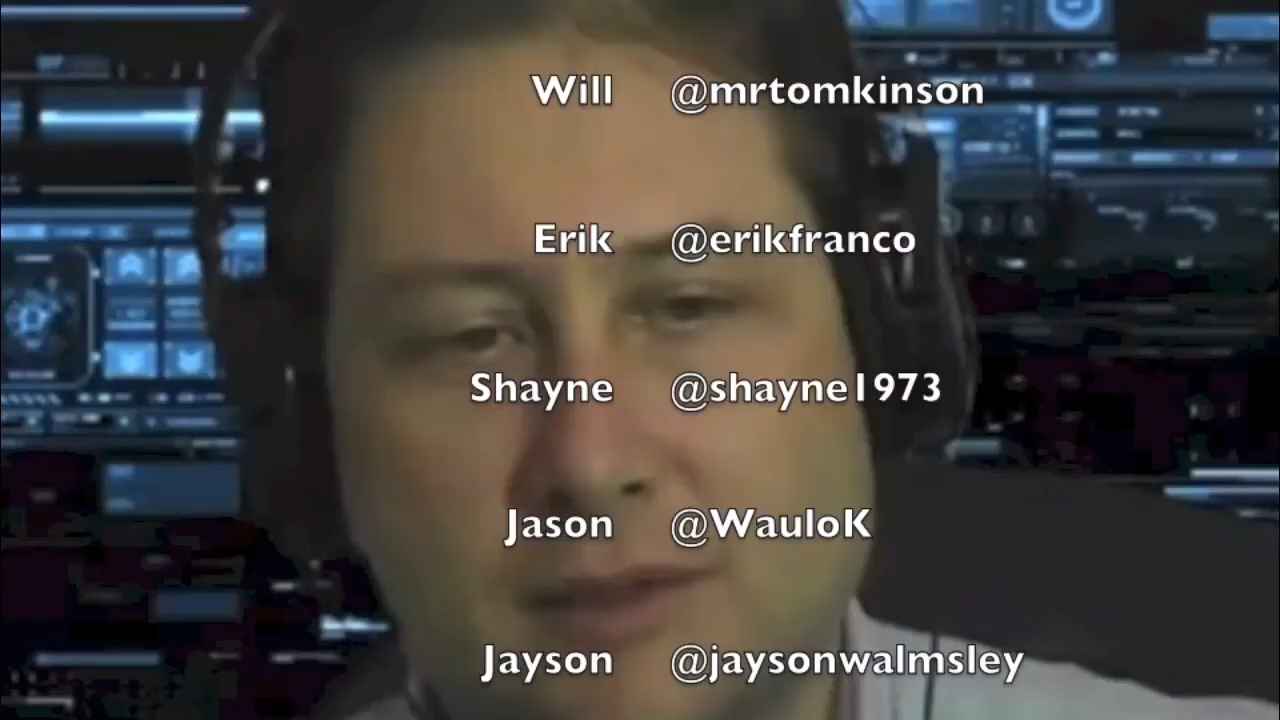 Will @mrtomkinson
Erik @erikfranco
Shayne @shayne1973
Jason @WauloK
Jayson @jaysonwalmsley